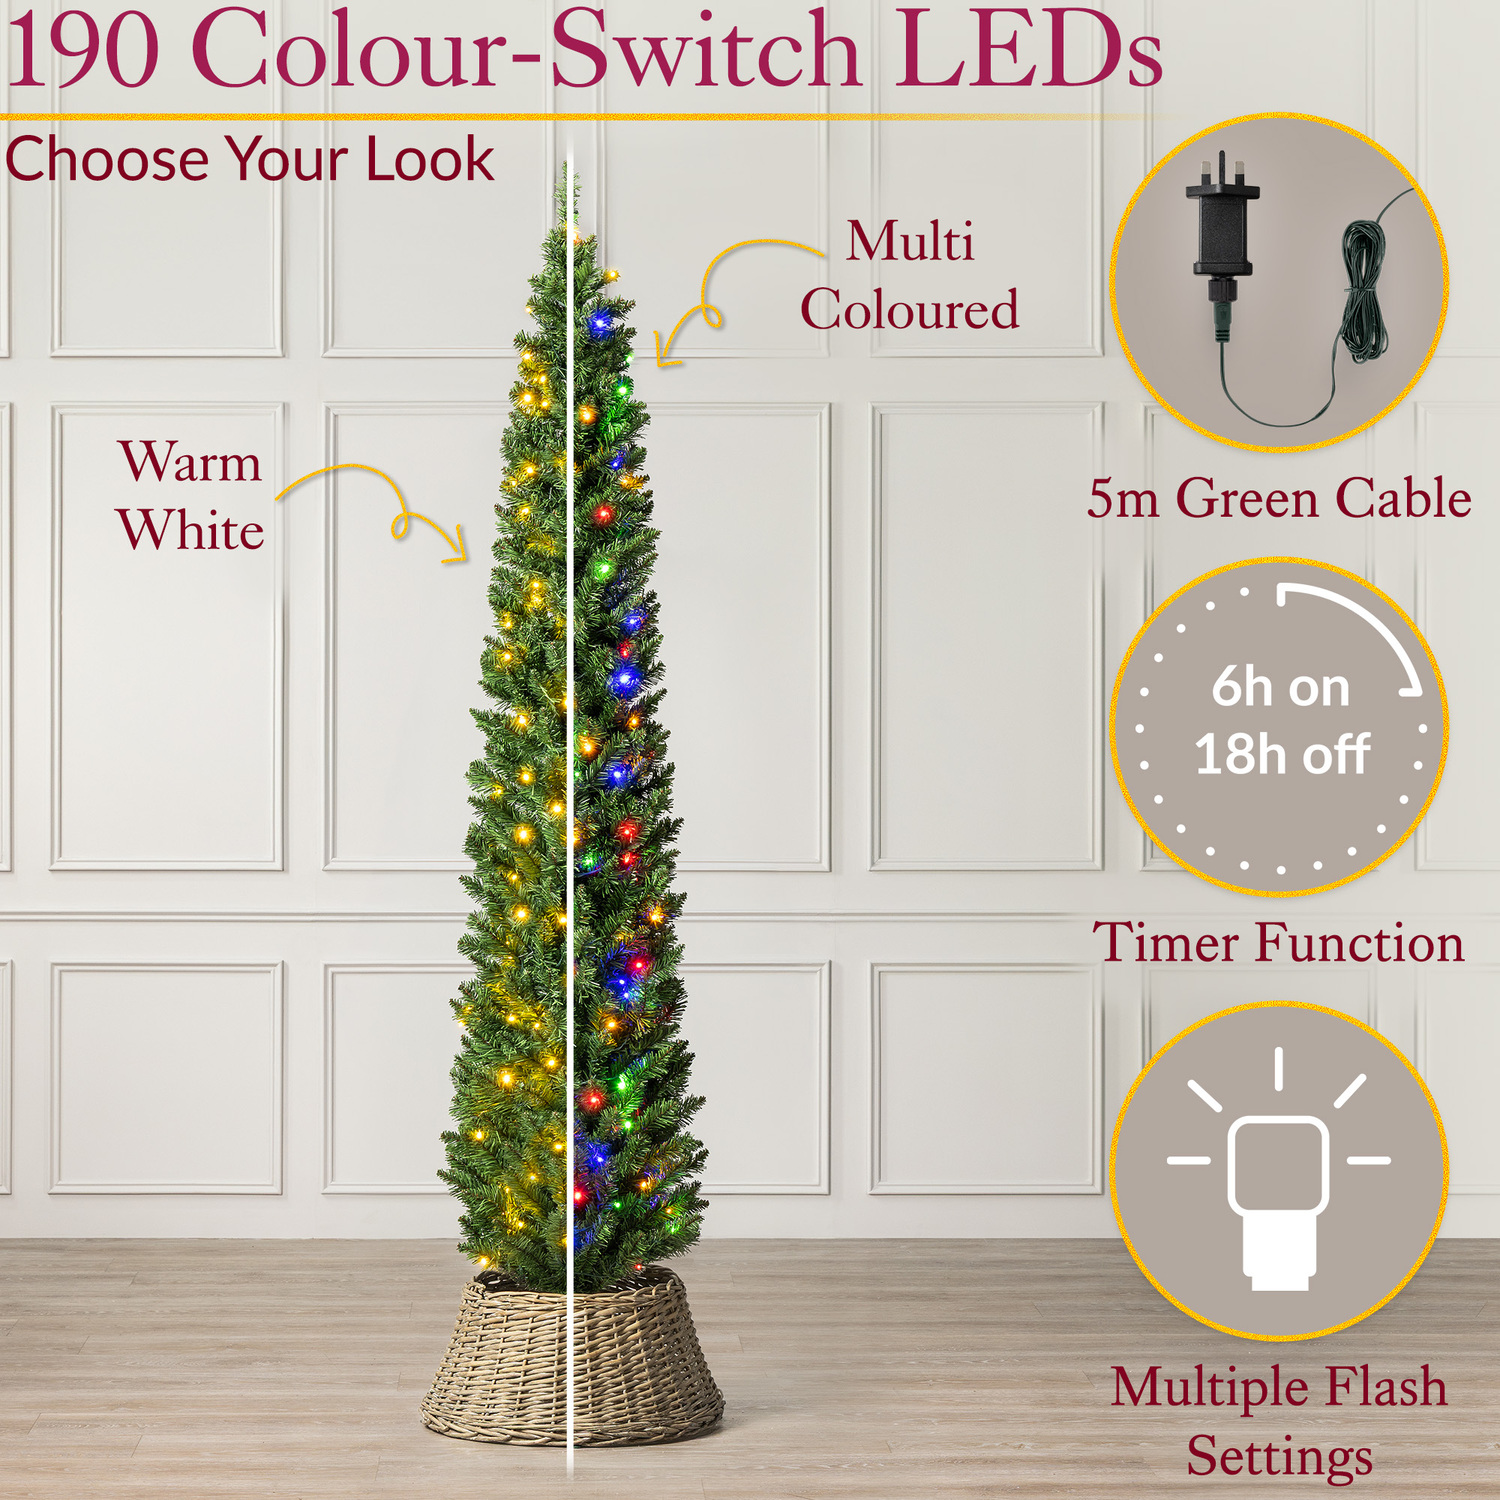 190 Colour-Switch LEDs
Choose Your Look
Multi
Coloured
Warm
White
5m Green Cable
6h on
18h off
Timer Function
Multiple Flash
Settings